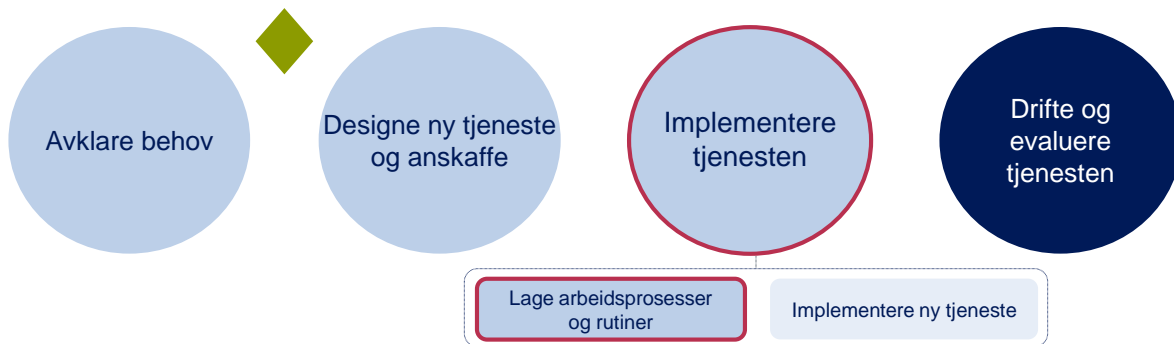 Avklare behov
Designe ny tjeneste
og anskaffe
Implementere
tjenesten
Drifte og
evaluere
tjenesten
Lage arbeidsprosesser
og rutiner
Implementere ny tjeneste